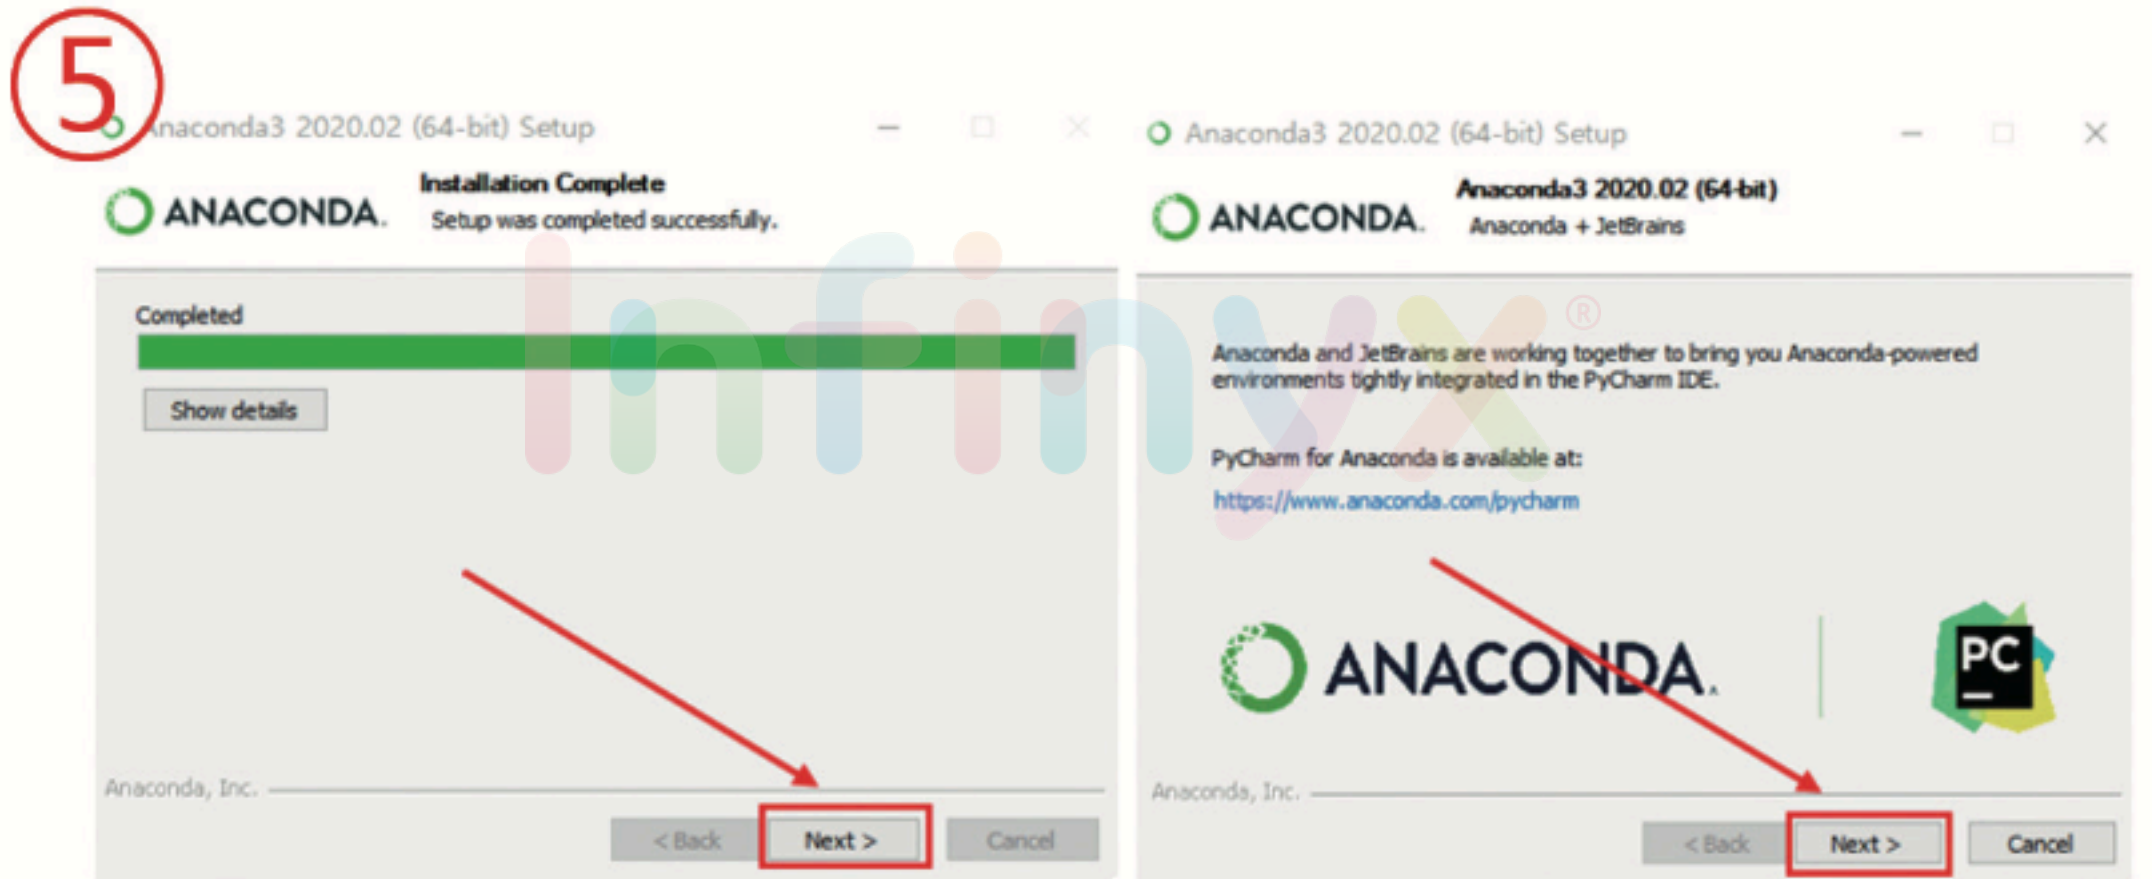 5
Anaconda3 2020.02 (64-bit) Setup
ANACONDA.
Installation Complete
Setup was completed successfully.
Completed
Show details
Anaconda, Inc.
< Back
Next >
Cancel
Anaconda3 2020.02 (64-bit) Setup
ANACONDA.
Anaconda3 2020.02 (64-bit)
Anaconda + JetBrains
Anaconda and JetBrains are working together to bring you Anaconda-powered
environments tightly integrated in the PyCharm IDE.
PyCharm for Anaconda is available at:
https://www.anaconda.com/pycharm
ANACONDA.
PC
Anaconda, Inc.
< Back
Next >
Cancel
Infinyx®